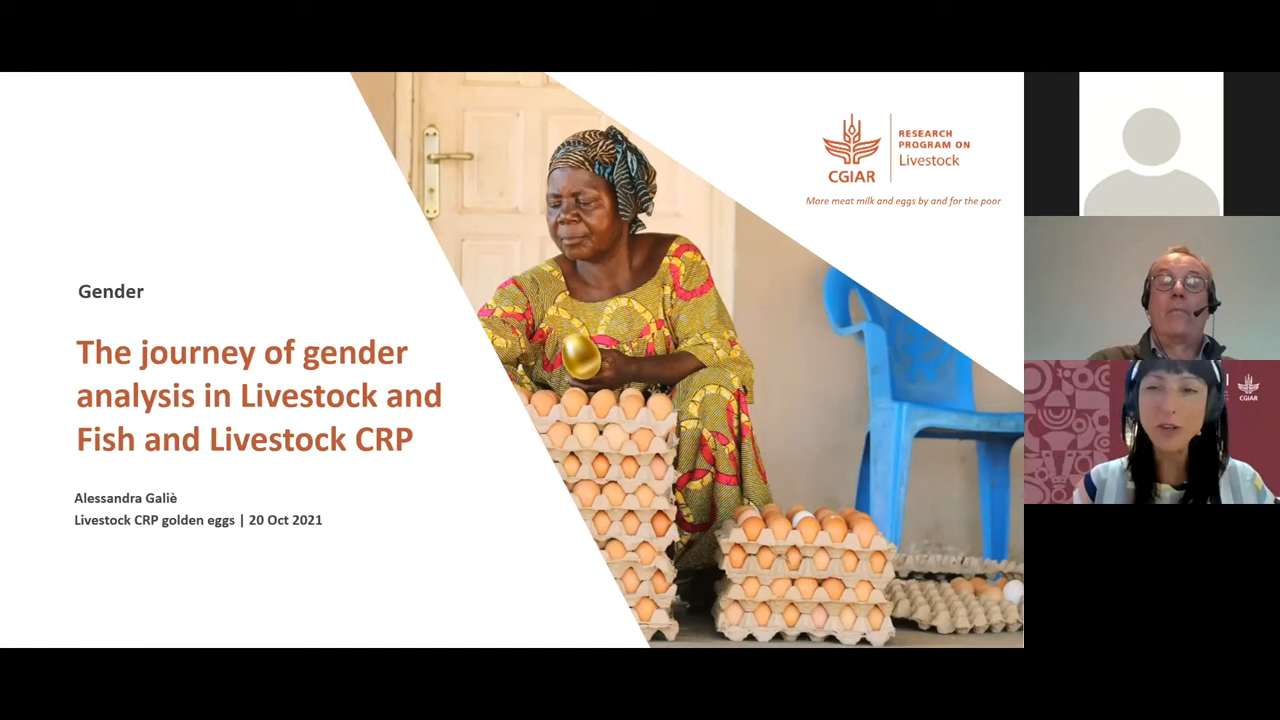 Gender
The journey of gender
analysis in Livestock and
Fish and Livestock CRP
Alessandra Galiè
Livestock CRP golden eggs | 20 Oct 2021
CGIAR
RESEARCH
PROGRAM ON
Livestock
More meat milk and eggs by and for the poor
CGIAR